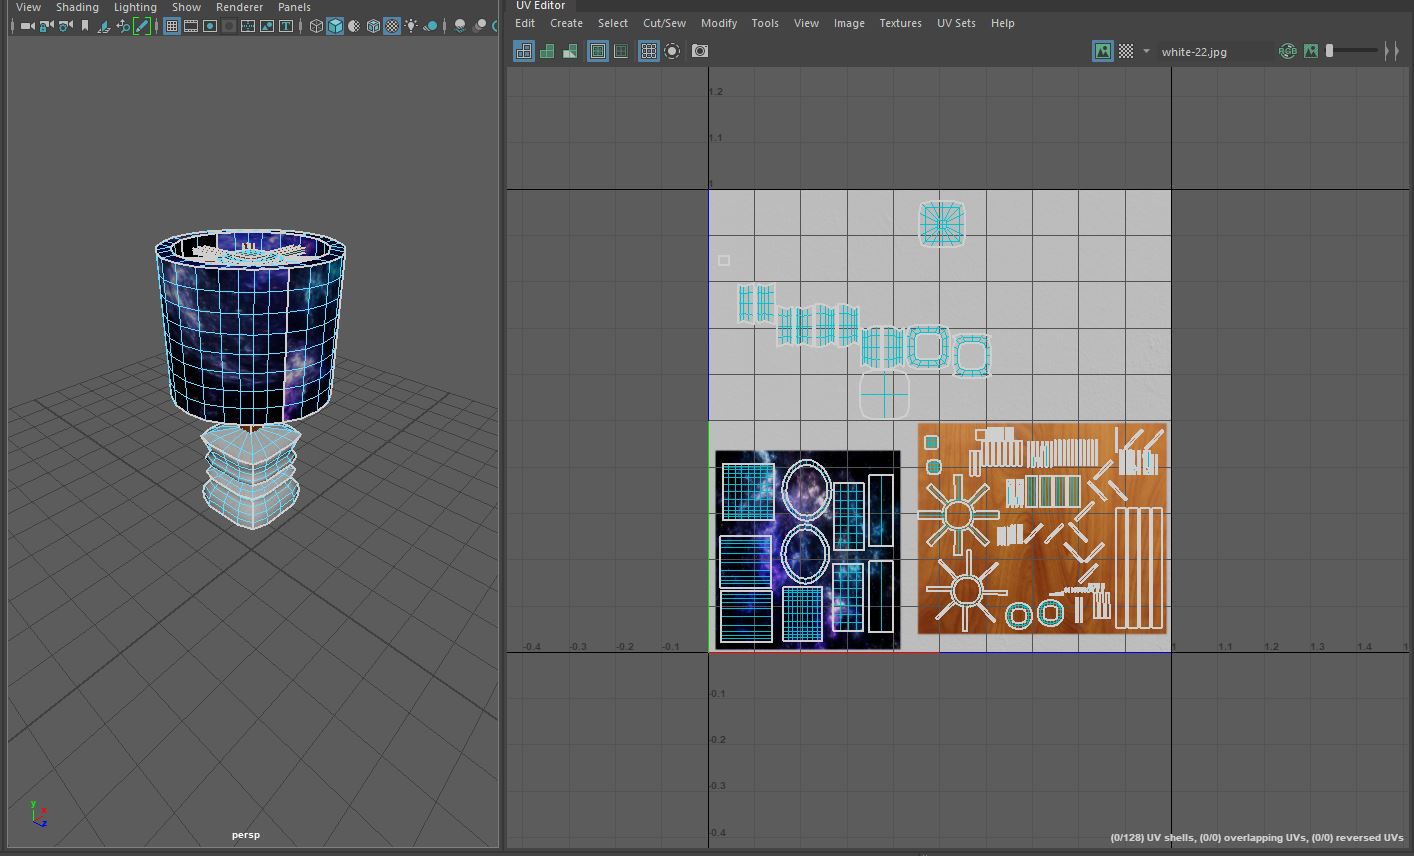 UV Editor
View Shading Lighting Show Renderer Panels
Edit Create Select Cut/Sew Modify Tools View Image Textures UV Sets Help
white-22.jpg
RGB
1.2
1.1
1
-0.4 -0.3 -0.2 -0.1 1.1 1.2 1.3 1.4 1
-0.1
-0.2
-0.3
-0.4
y
x
z
persp
(0/128) UV shells, (0/0) overlapping UVs, (0/0) reversed UVs